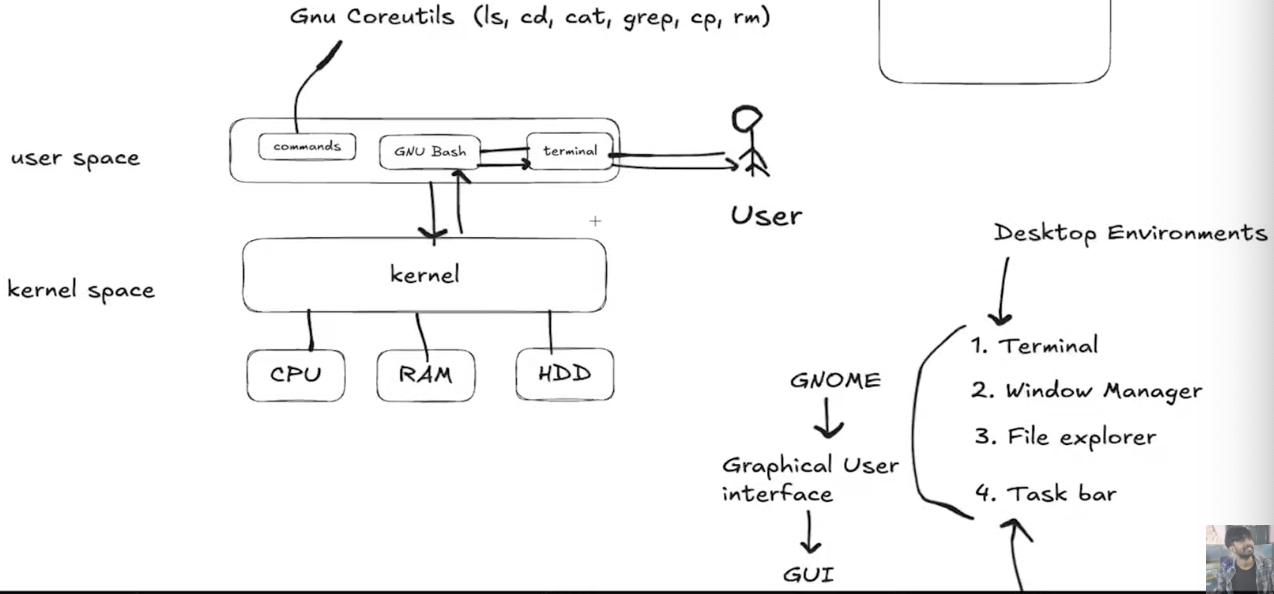 Gnu Coreutils (ls, cd, cat, grep, cp, rm)
user space
commands
GNU Bash
terminal
User
kernel space
kernel
CPU
RAM
HDD
Desktop Environments
1. Terminal
2. Window Manager
3. File explorer
4. Task bar
GNOME
Graphical User
interface
GUI